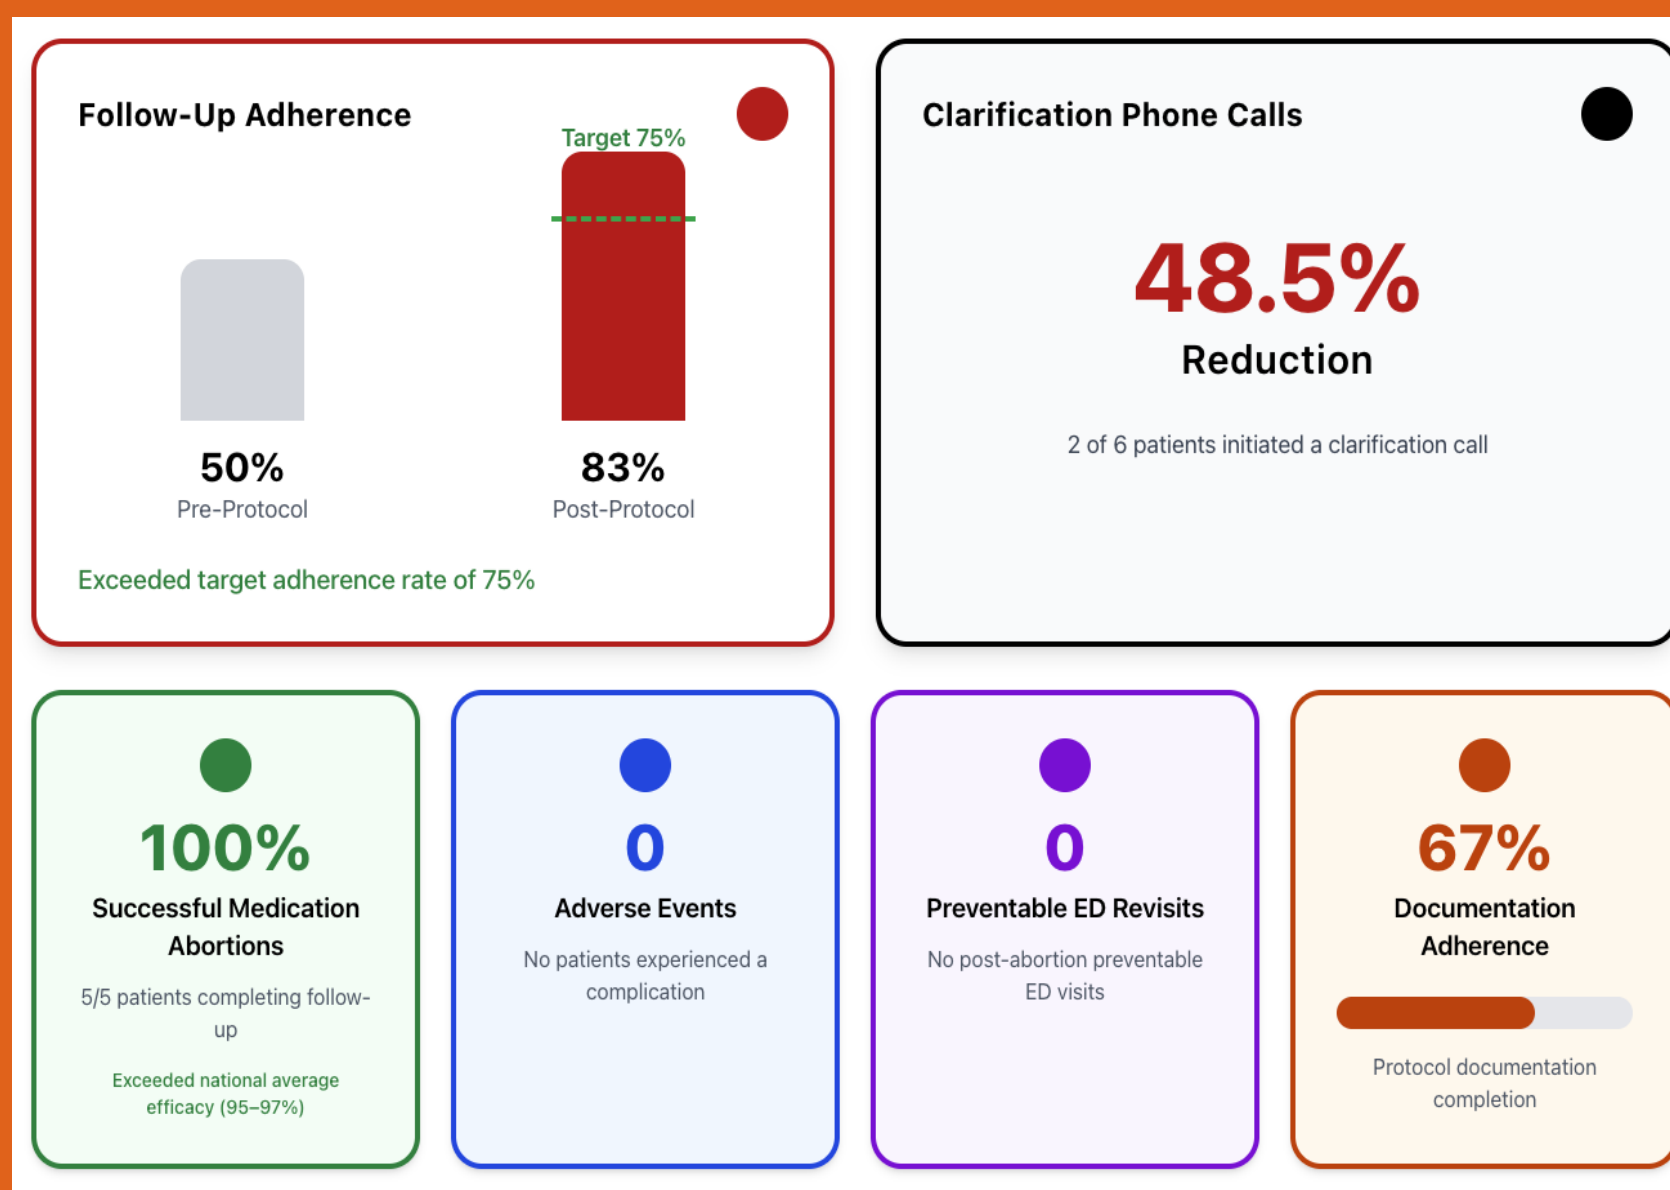 Follow-Up Adherence
Target 75%
50%
Pre-Protocol
83%
Post-Protocol
Exceeded target adherence rate of 75%
Clarification Phone Calls
48.5%
Reduction
2 of 6 patients initiated a clarification call
100%
Successful Medication
Abortions
5/5 patients completing follow-
up
Exceeded national average
efficacy (95–97%)
0
Adverse Events
No patients experienced a
complication
0
Preventable ED Revisits
No post-abortion preventable
ED visits
67%
Documentation
Adherence
Protocol documentation
completion